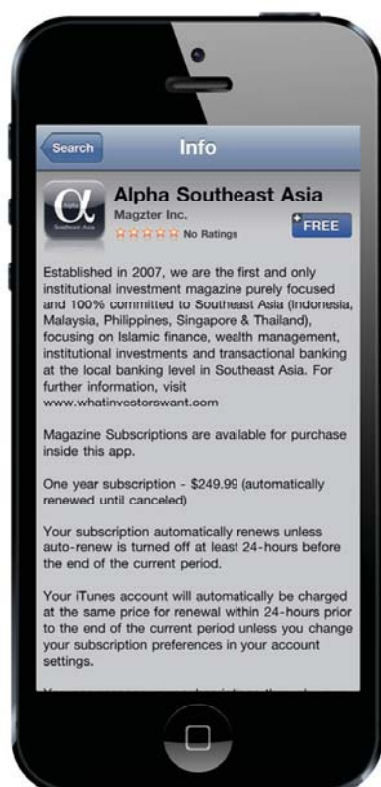 Search
Info
α
Alpha
Southeast Asia
Alpha Southeast Asia
Magzter Inc.
No Ratings
FREE
Established in 2007, we are the first and only
institutional investment magazine purely focused
and 100% committed to Southeast Asia (Indonesia,
Malaysia, Philippines, Singapore & Thailand),
focusing on Islamic finance, wealth management,
institutional investments and transactional banking
at the local banking level in Southeast Asia. For
further information, visit
www.whatinvestorswant.com
Magazine Subscriptions are available for purchase
inside this app.
One year subscription - $249.99 (automatically
renewed until canceled)
Your subscription automatically renews unless
auto-renew is turned off at least 24-hours before
the end of the current period.
Your iTunes account will automatically be charged
at the same price for renewal within 24-hours prior
to the end of the current period unless you change
your subscription preferences in your account
settings.